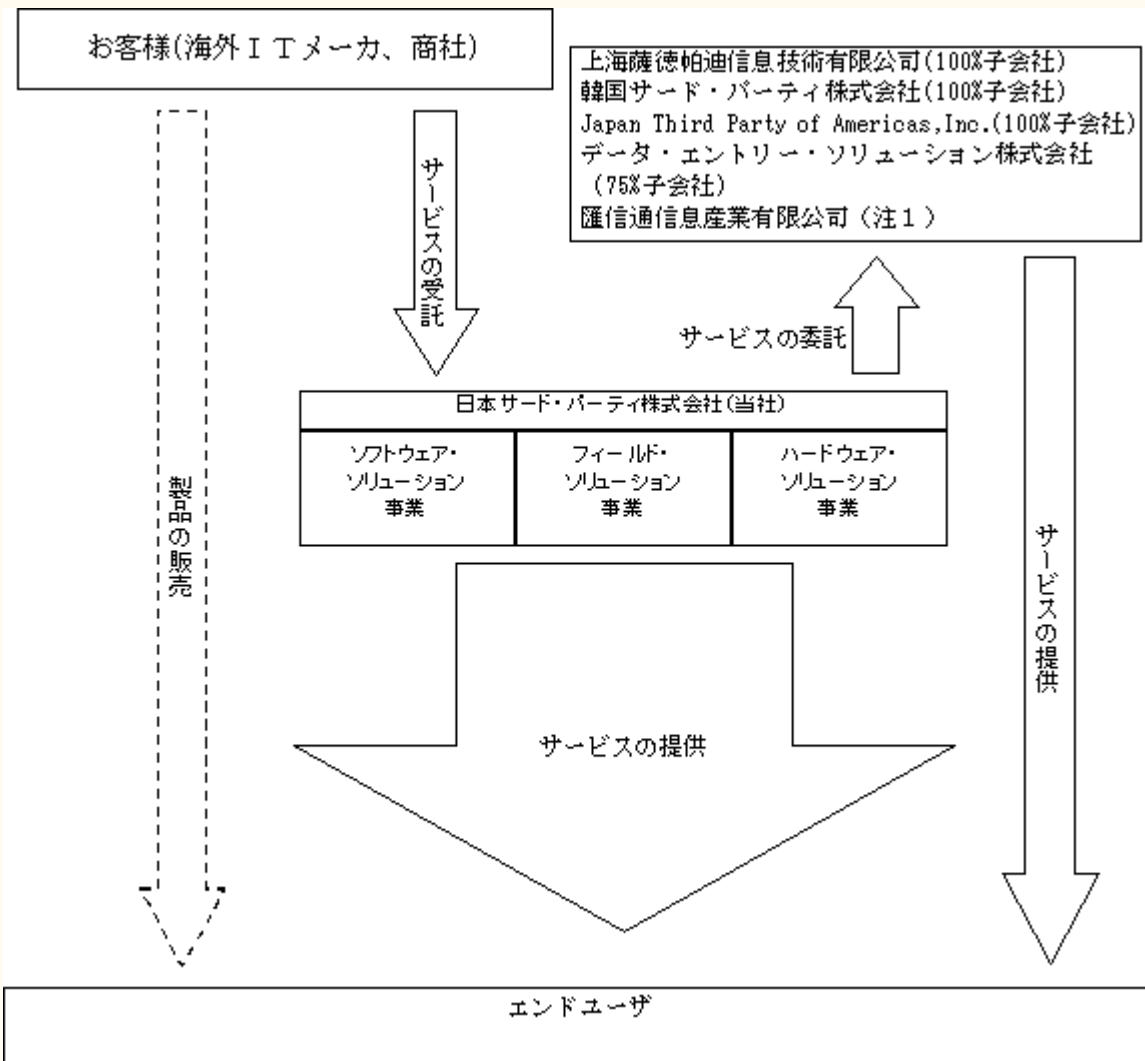 お客様(海外ＩＴメーカ、商社)
上海薩徳帕迪信息技術有限公司(100%子会社)
韓国サード・パーティ株式会社(100%子会社)
Japan Third Party of Americas,Inc.(100%子会社)
データ・エントリー・ソリューション株式会社
(75%子会社)
匯信通信息産業有限公司（注１）
サービスの受託
サービスの委託
日本サード・パーティ株式会社(当社)
ソフトウェア・
ソリューション
事業
フィールド・
ソリューション
事業
ハードウェア・
ソリューション
事業
製品の販売
サービスの提供
サービスの提供
エンドユーザ